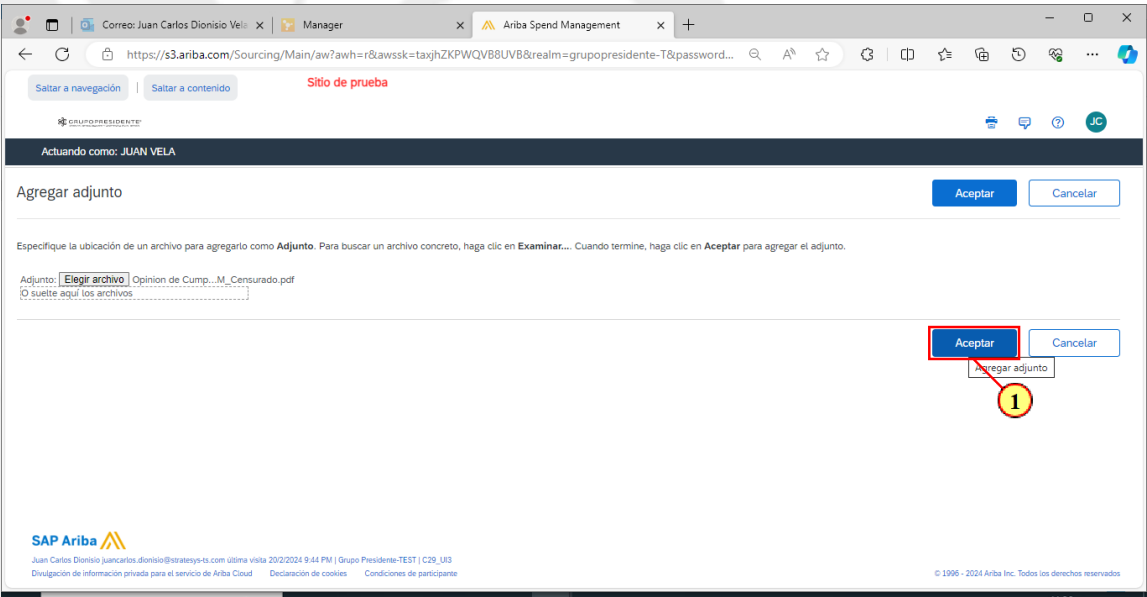 Correo: Juan Carlos Dionisio Vela
Manager
Ariba Spend Management
https://s3.ariba.com/Sourcing/Main/aw?awh=r&awssk=taxjhZKPWQVB8UVB&realm=grupopresidente-T&password...
Saltar a navegación
Saltar a contenido
Sitio de prueba
GRUPO PRESIDENTE
JC
Actuando como: JUAN VELA
Agregar adjunto
Aceptar
Cancelar
Especifique la ubicación de un archivo para agregarlo como Adjunto. Para buscar un archivo concreto, haga clic en Examinar.... Cuando termine, haga clic en Aceptar para agregar el adjunto.
Adjunto: Elegir archivo Opinion de Cump...M_Censurado.pdf
O suelte aquí los archivos
Aceptar
Cancelar
Agregar adjunto
1
SAP Ariba
Juan Carlos Dionisio juancarlos.dionisio@stratesys-ts.com última visita 20/2/2024 9:44 PM | Grupo Presidente-TEST | C29_UI3
Divulgación de información privada para el servicio de Ariba Cloud Declaración de cookies Condiciones de participante
© 1996 - 2024 Ariba Inc. Todos los derechos reservados